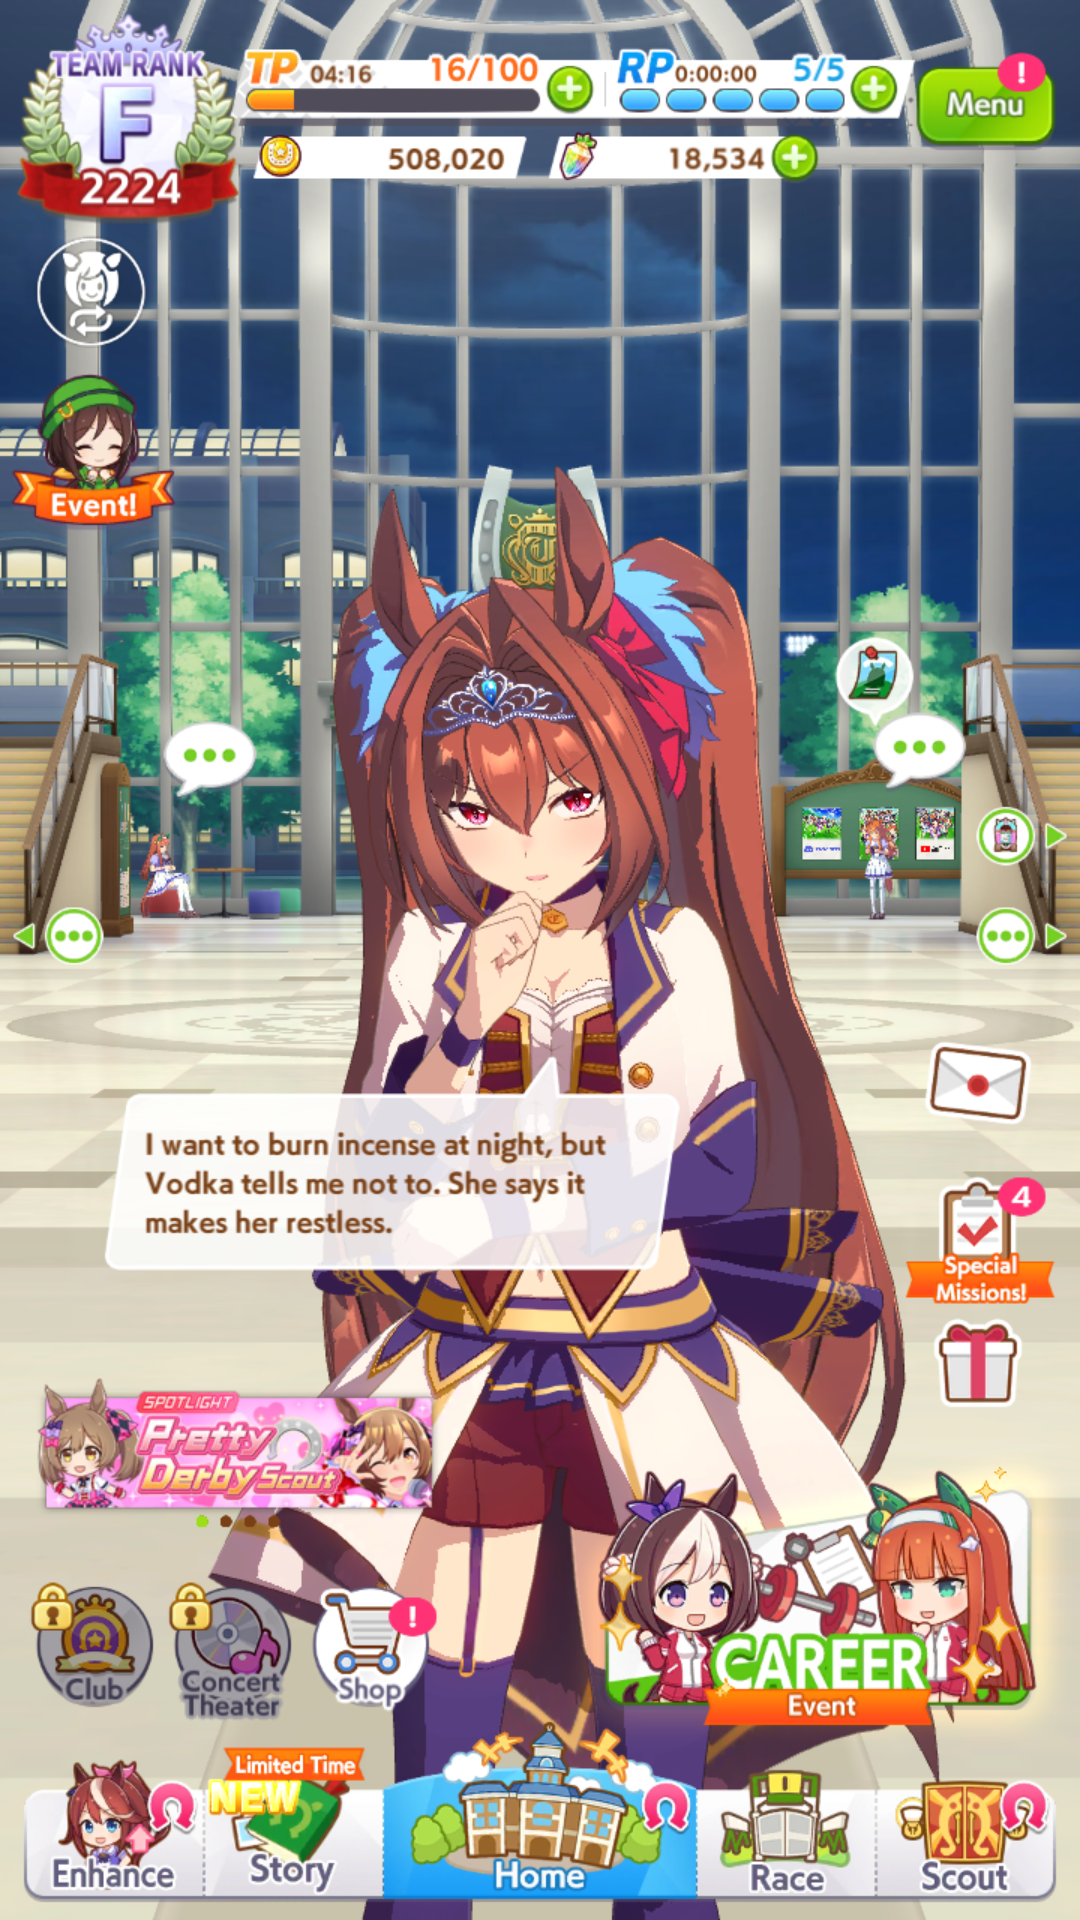 TEAM RANK
F
2224
TP 04:16 16/100
RP 0:00:00 5/5
Menu
508,020
18,534
Event!
I want to burn incense at night, but
Vodka tells me not to. She says it
makes her restless.
4
Special
Missions!
SPOTLIGHT
Pretty
Derby Scout
CAREER
Event
Club
Concert
Theater
Shop
Limited Time
NEW
Enhance
Story
Home
Race
Scout